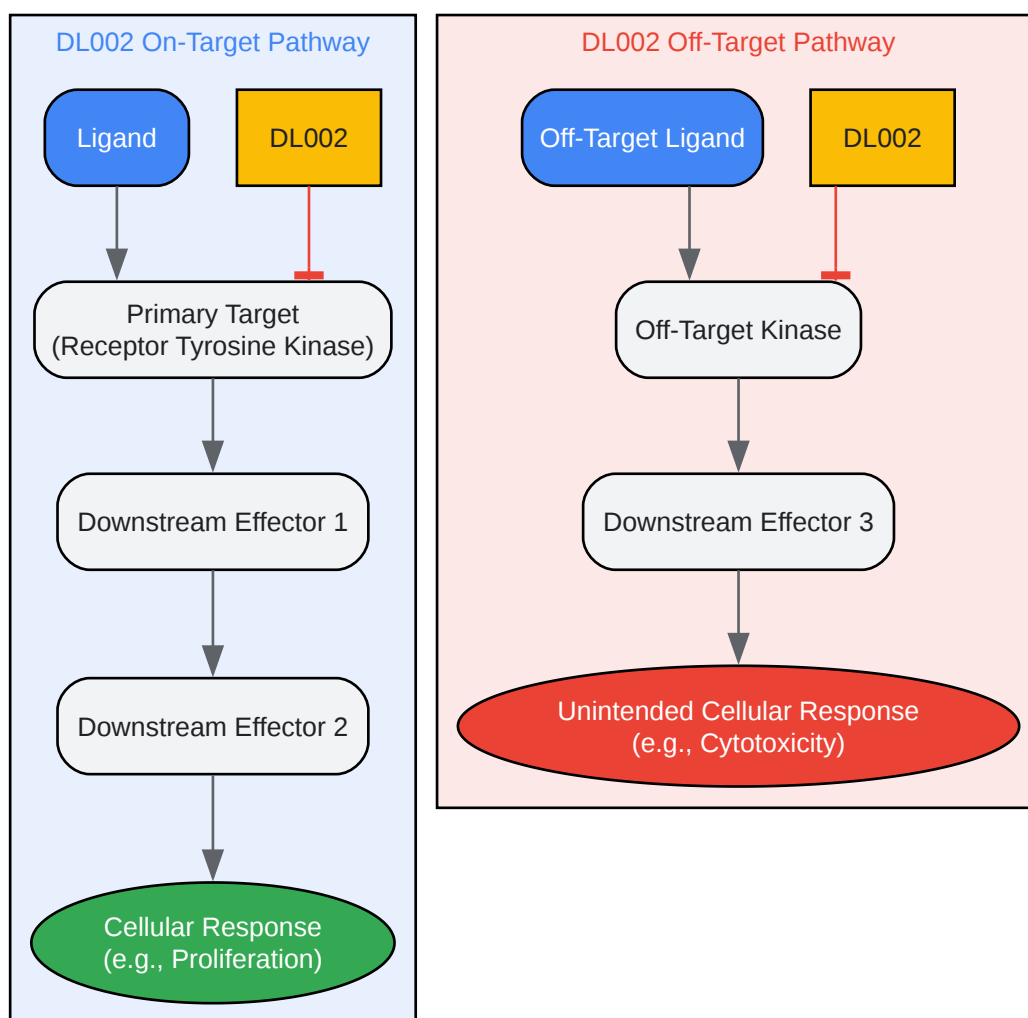 DL002 On-Target Pathway
Ligand
DL002
Primary Target
(Receptor Tyrosine Kinase)
Downstream Effector 1
Downstream Effector 2
Cellular Response
(e.g., Proliferation)
DL002 Off-Target Pathway
Off-Target Ligand
DL002
Off-Target Kinase
Downstream Effector 3
Unintended Cellular Response
(e.g., Cytotoxicity)